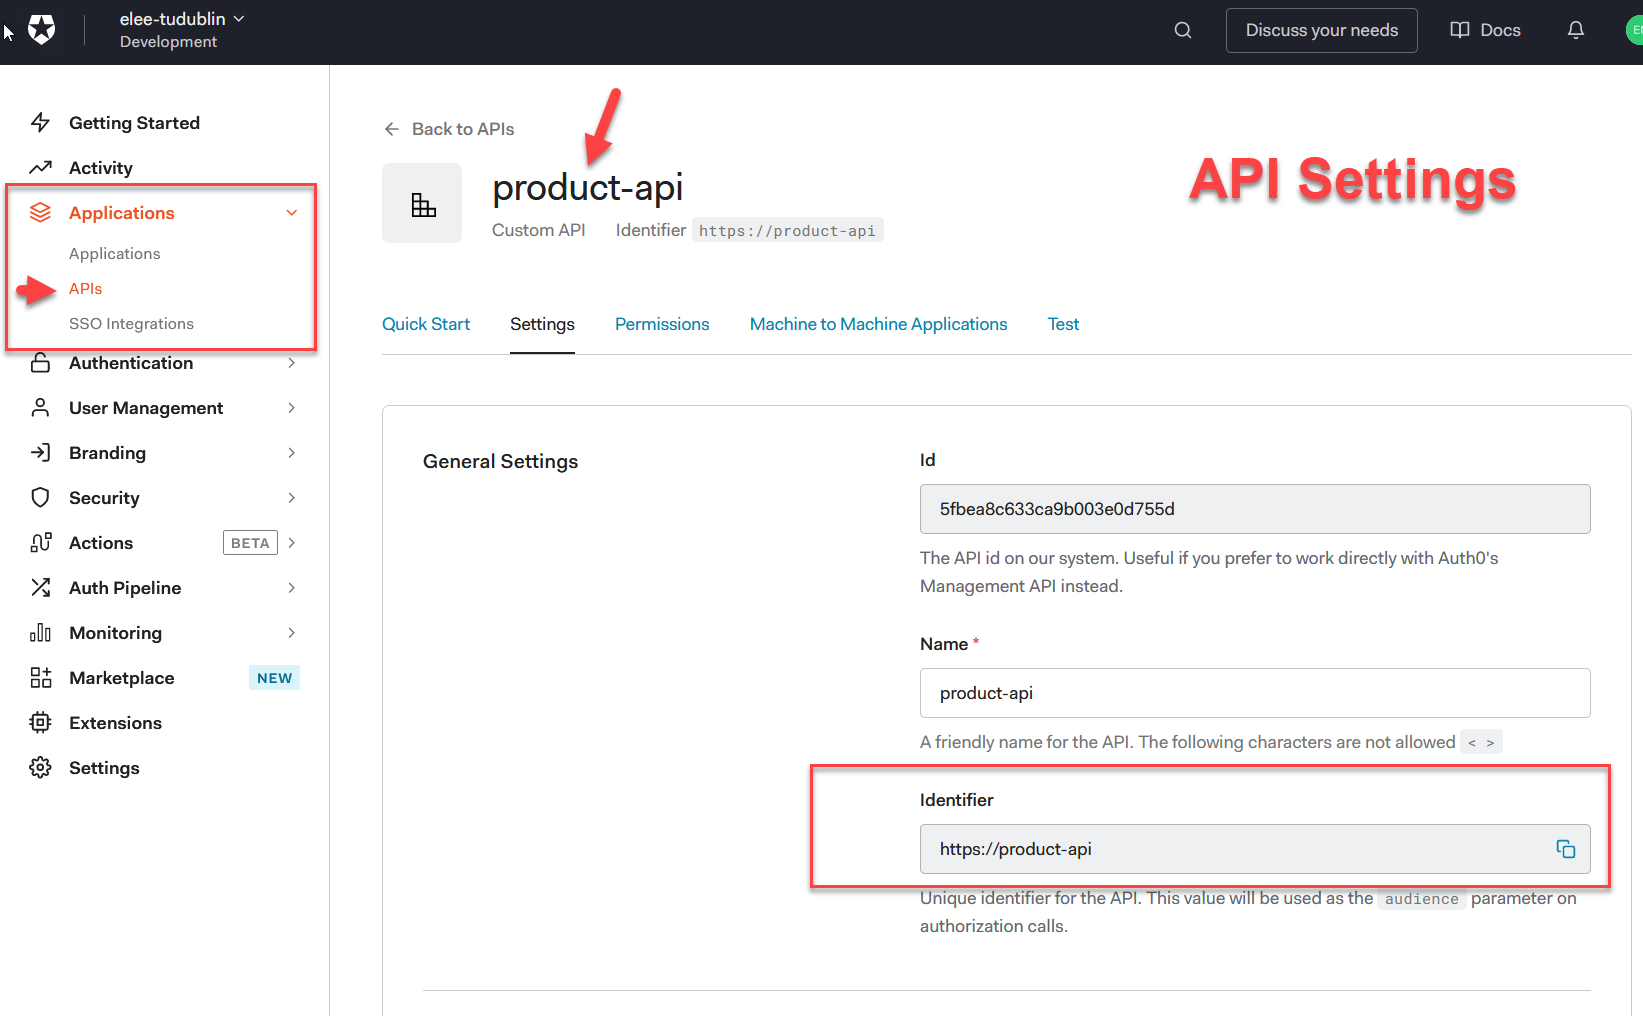 elee-tudublin
Development
Discuss your needs
Docs
EN
Getting Started
Activity
Applications
Applications
APIs
SSO Integrations
Authentication
User Management
Branding
Security
Actions BETA
Auth Pipeline
Monitoring
Marketplace NEW
Extensions
Settings
Back to APIs
product-api
Custom API Identifier https://product-api
API Settings
Quick Start Settings Permissions Machine to Machine Applications Test
General Settings
Id
5fbea8c633ca9b003e0d755d
The API id on our system. Useful if you prefer to work directly with Auth0's
Management API instead.
Name *
product-api
A friendly name for the API. The following characters are not allowed < >
Identifier
https://product-api
Unique identifier for the API. This value will be used as the audience parameter on
authorization calls.